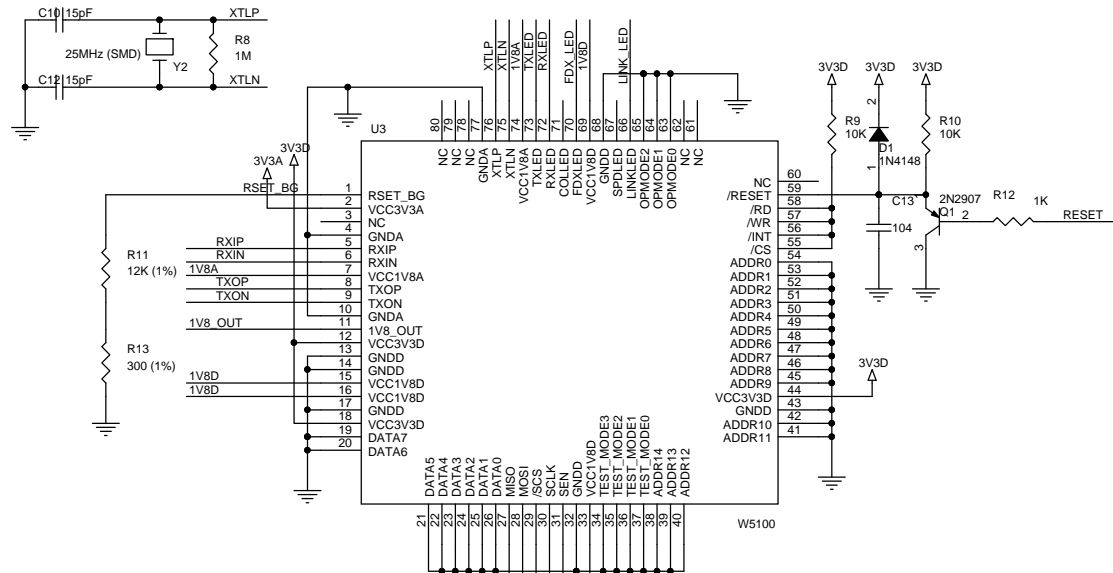 C10 15pF XTLP
25MHz (SMD) Y2
R8
1M
C12 15pF XTLN
XTLP
XTLN
1V8A
TXLED
RXLED
FDX_LED
1V8D
LINK_LED
80 NC
79 NC
78 NC
77 GNDA
76 XTLP
75 XTLN
74 VCC1V8A
73 TXLED
72 RXLED
71 COLLED
70 FDXLED
69 VCC1V8D
68 GNDD
67 SPDLED
66 LINKLED
65 OPMODE2
64 OPMODE1
63 OPMODE0
62 NC
61 NC
U3
3V3D
3V3A
RSET_BG 1 RSET_BG
2 VCC3V3A
3 NC
4 GNDA
RXIP 5 RXIP
RXIN 6 RXIN
1V8A 7 VCC1V8A
TXOP 8 TXOP
TXON 9 TXON
10 GNDA
1V8_OUT 11 1V8_OUT
12 VCC3V3D
13 GNDD
14 GNDD
1V8D 15 VCC1V8D
1V8D 16 VCC1V8D
17 GNDD
18 VCC3V3D
19 DATA7
20 DATA6
R11
12K (1%)
R13
300 (1%)
DATA5 21
DATA4 22
DATA3 23
DATA2 24
DATA1 25
DATA0 26
MISO 27
MOSI 28
/SCS 29
SCLK 30
SEN 31
GNDD 32
VCC1V8D 33
TEST_MODE3 34
TEST_MODE2 35
TEST_MODE1 36
TEST_MODE0 37
ADDR14 38
ADDR13 39
ADDR12 40
NC 60
/RESET 59
/RD 58
/WR 57
/INT 56
/CS 55
ADDR0 54
ADDR1 53
ADDR2 52
ADDR3 51
ADDR4 50
ADDR5 49
ADDR6 48
ADDR7 47
ADDR8 46
ADDR9 45
VCC3V3D 44
GNDD 43
ADDR10 42
ADDR11 41
W5100
3V3D 3V3D 3V3D
R9
10K
2
D1
1N4148
1
R10
10K
C13
104
1
2N2907
Q1
2
3
R12 1K
RESET
3V3D